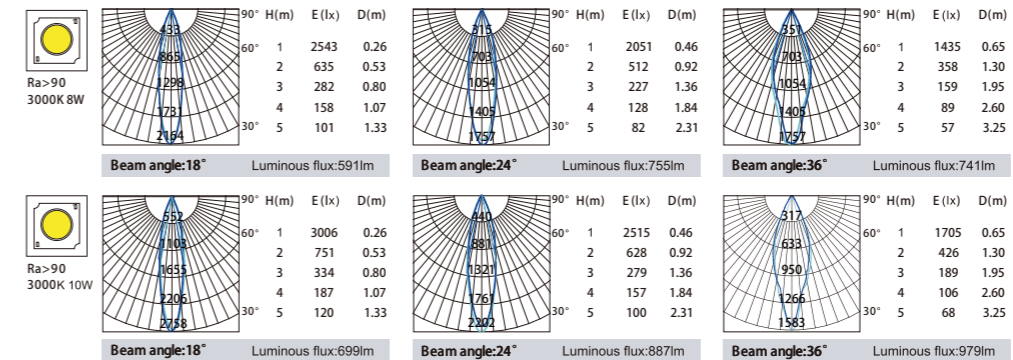 Ra>90
3000K 8W
90° H(m) E(lx) D(m)
433
60° 1 2543 0.26
865
2 635 0.53
1298
3 282 0.80
1731
4 158 1.07
2164
30° 5 101 1.33
Beam angle:18° Luminous flux:591lm
90° H(m) E(lx) D(m)
315
60° 1 2051 0.46
703
2 512 0.92
1054
3 227 1.36
1405
4 128 1.84
1757
30° 5 82 2.31
Beam angle:24° Luminous flux:755lm
90° H(m) E(lx) D(m)
351
60° 1 1435 0.65
703
2 358 1.30
1054
3 159 1.95
1405
4 89 2.60
1757
30° 5 57 3.25
Beam angle:36° Luminous flux:741lm
Ra>90
3000K 10W
90° H(m) E(lx) D(m)
552
60° 1 3006 0.26
1103
2 751 0.53
1655
3 334 0.80
2206
4 187 1.07
2758
30° 5 120 1.33
Beam angle:18° Luminous flux:699lm
90° H(m) E(lx) D(m)
440
60° 1 2515 0.46
881
2 628 0.92
1321
3 279 1.36
1761
4 157 1.84
2202
30° 5 100 2.31
Beam angle:24° Luminous flux:887lm
90° H(m) E(lx) D(m)
317
60° 1 1705 0.65
633
2 426 1.30
950
3 189 1.95
1266
4 106 2.60
1583
30° 5 68 3.25
Beam angle:36° Luminous flux:979lm